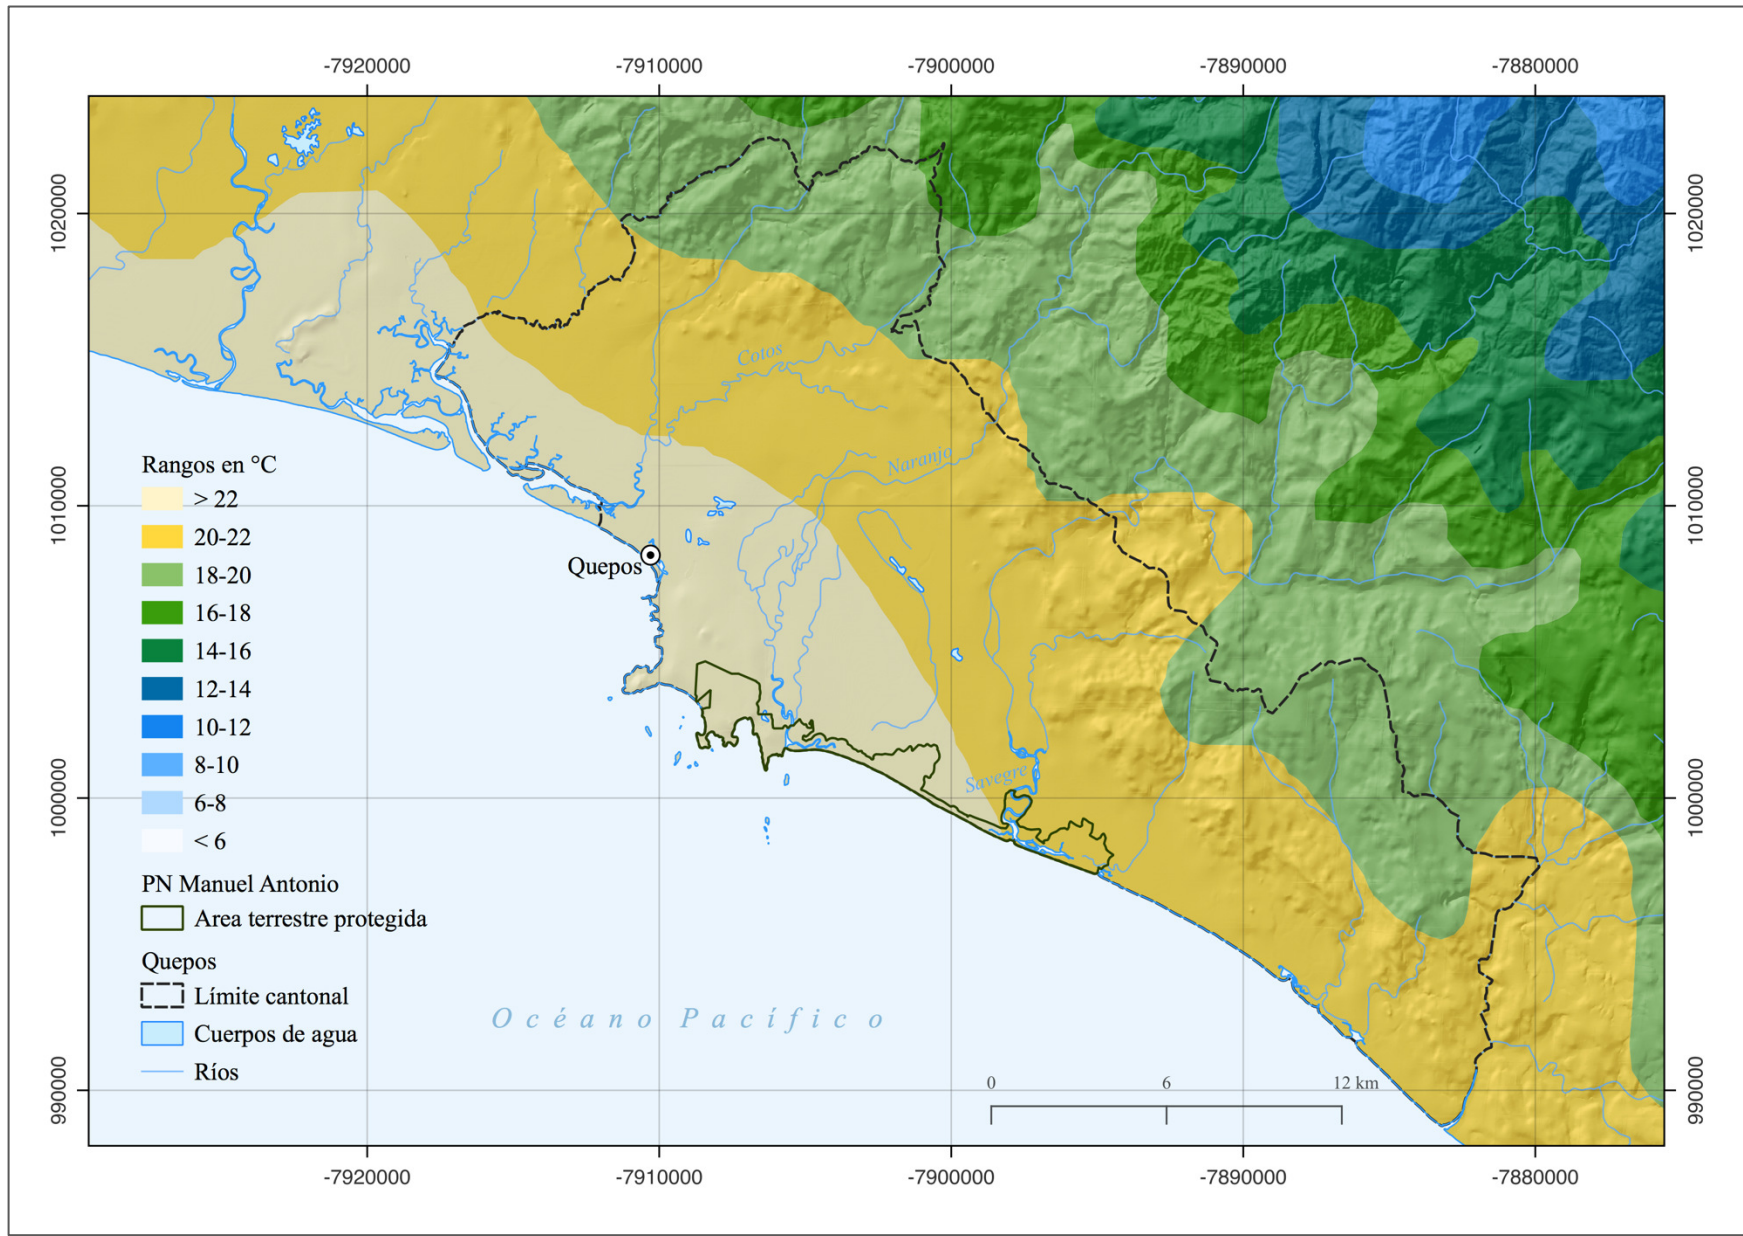 -7920000 -7910000 -7900000 -7890000 -7880000
1020000 1020000
Cotos
Naranjo
1010000 1010000
Quepos
Savegre
1000000 1000000
990000 990000
Rangos en °C
> 22
20-22
18-20
16-18
14-16
12-14
10-12
8-10
6-8
< 6
PN Manuel Antonio
Area terrestre protegida
Quepos
Límite cantonal
Cuerpos de agua
Ríos
Océano Pacífico
0 6 12 km
-7920000 -7910000 -7900000 -7890000 -7880000